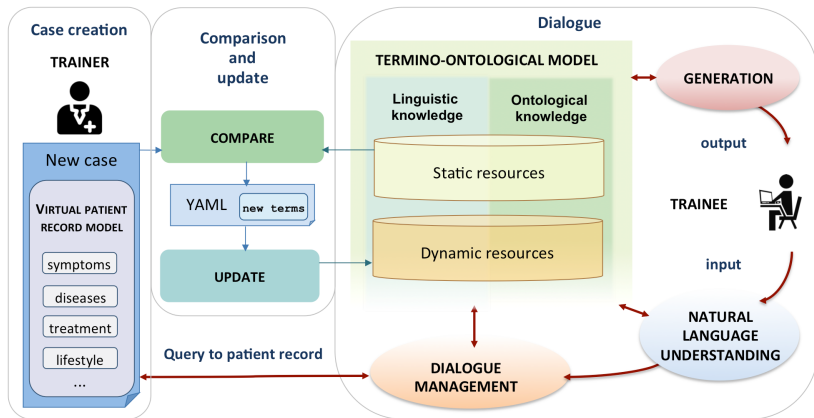 Case creation
TRAINER
New case
VIRTUAL PATIENT
RECORD MODEL
symptoms
diseases
treatment
lifestyle
...
Comparison
and
update
COMPARE
YAML
new terms
UPDATE
Query to patient record
Dialogue
TERMINO-ONTOLOGICAL MODEL
Linguistic
knowledge
Ontological
knowledge
Static resources
Dynamic resources
DIALOGUE
MANAGEMENT
GENERATION
output
TRAINEE
input
NATURAL
LANGUAGE
UNDERSTANDING